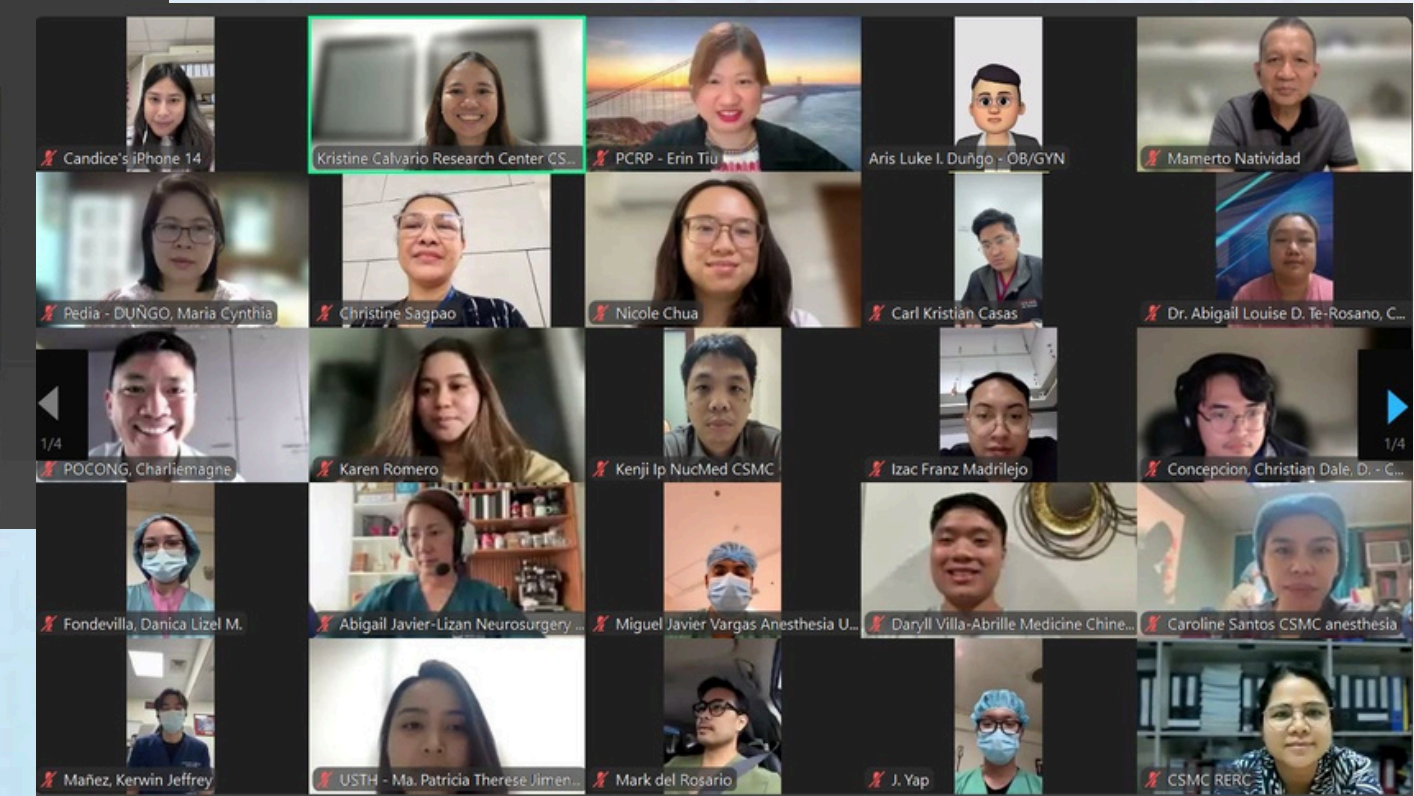 Candice's iPhone 14
Kristine Calvario Research Center CS...
PCRP - Erin Tiu
Aris Luke I. Duñgo - OB/GYN
Mamerto Natividad
Pedia - DUÑGO, Maria Cynthia
Christine Sagpao
Nicole Chua
Carl Kristian Casas
Dr. Abigail Louise D. Te-Rosano, C...
1/4
POCONG, Charliemagne
Karen Romero
Kenji Ip NucMed CSMC
Izac Franz Madrilejo
Concepcion, Christian Dale, D. - C...
1/4
Fondevilla, Danica Lizel M.
Abigail Javier-Lizan Neurosurgery ...
Miguel Javier Vargas Anesthesia U...
Daryll Villa-Abrille Medicine Chine...
Caroline Santos CSMC anesthesia
Mañez, Kerwin Jeffrey
USTH - Ma. Patricia Therese Jimen...
Mark del Rosario
J. Yap
CSMC RERC